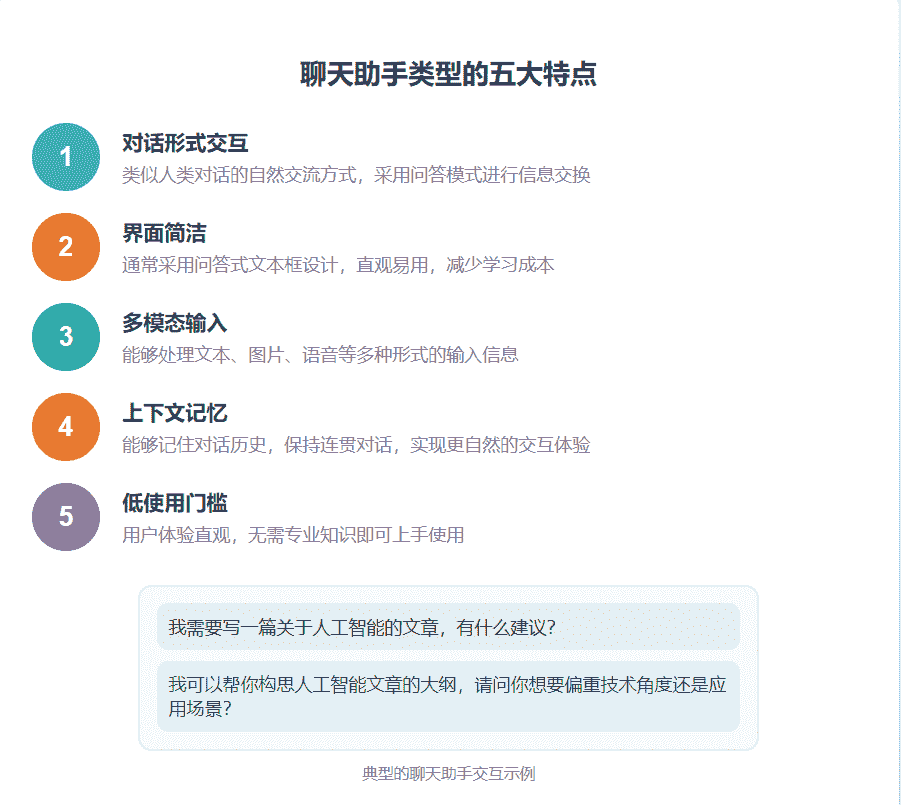 聊天助手类型的五大特点
1
对话形式交互
类似人类对话的自然交流方式，采用问答模式进行信息交换
2
界面简洁
通常采用问答式文本框设计，直观易用，减少学习成本
3
多模态输入
能够处理文本、图片、语音等多种形式的输入信息
4
上下文记忆
能够记住对话历史，保持连贯对话，实现更自然的交互体验
5
低使用门槛
用户体验直观，无需专业知识即可上手使用
我需要写一篇关于人工智能的文章，有什么建议？
我可以帮你构思人工智能文章的大纲，请问你想要偏重技术角度还是应
用场景？
典型的聊天助手交互示例